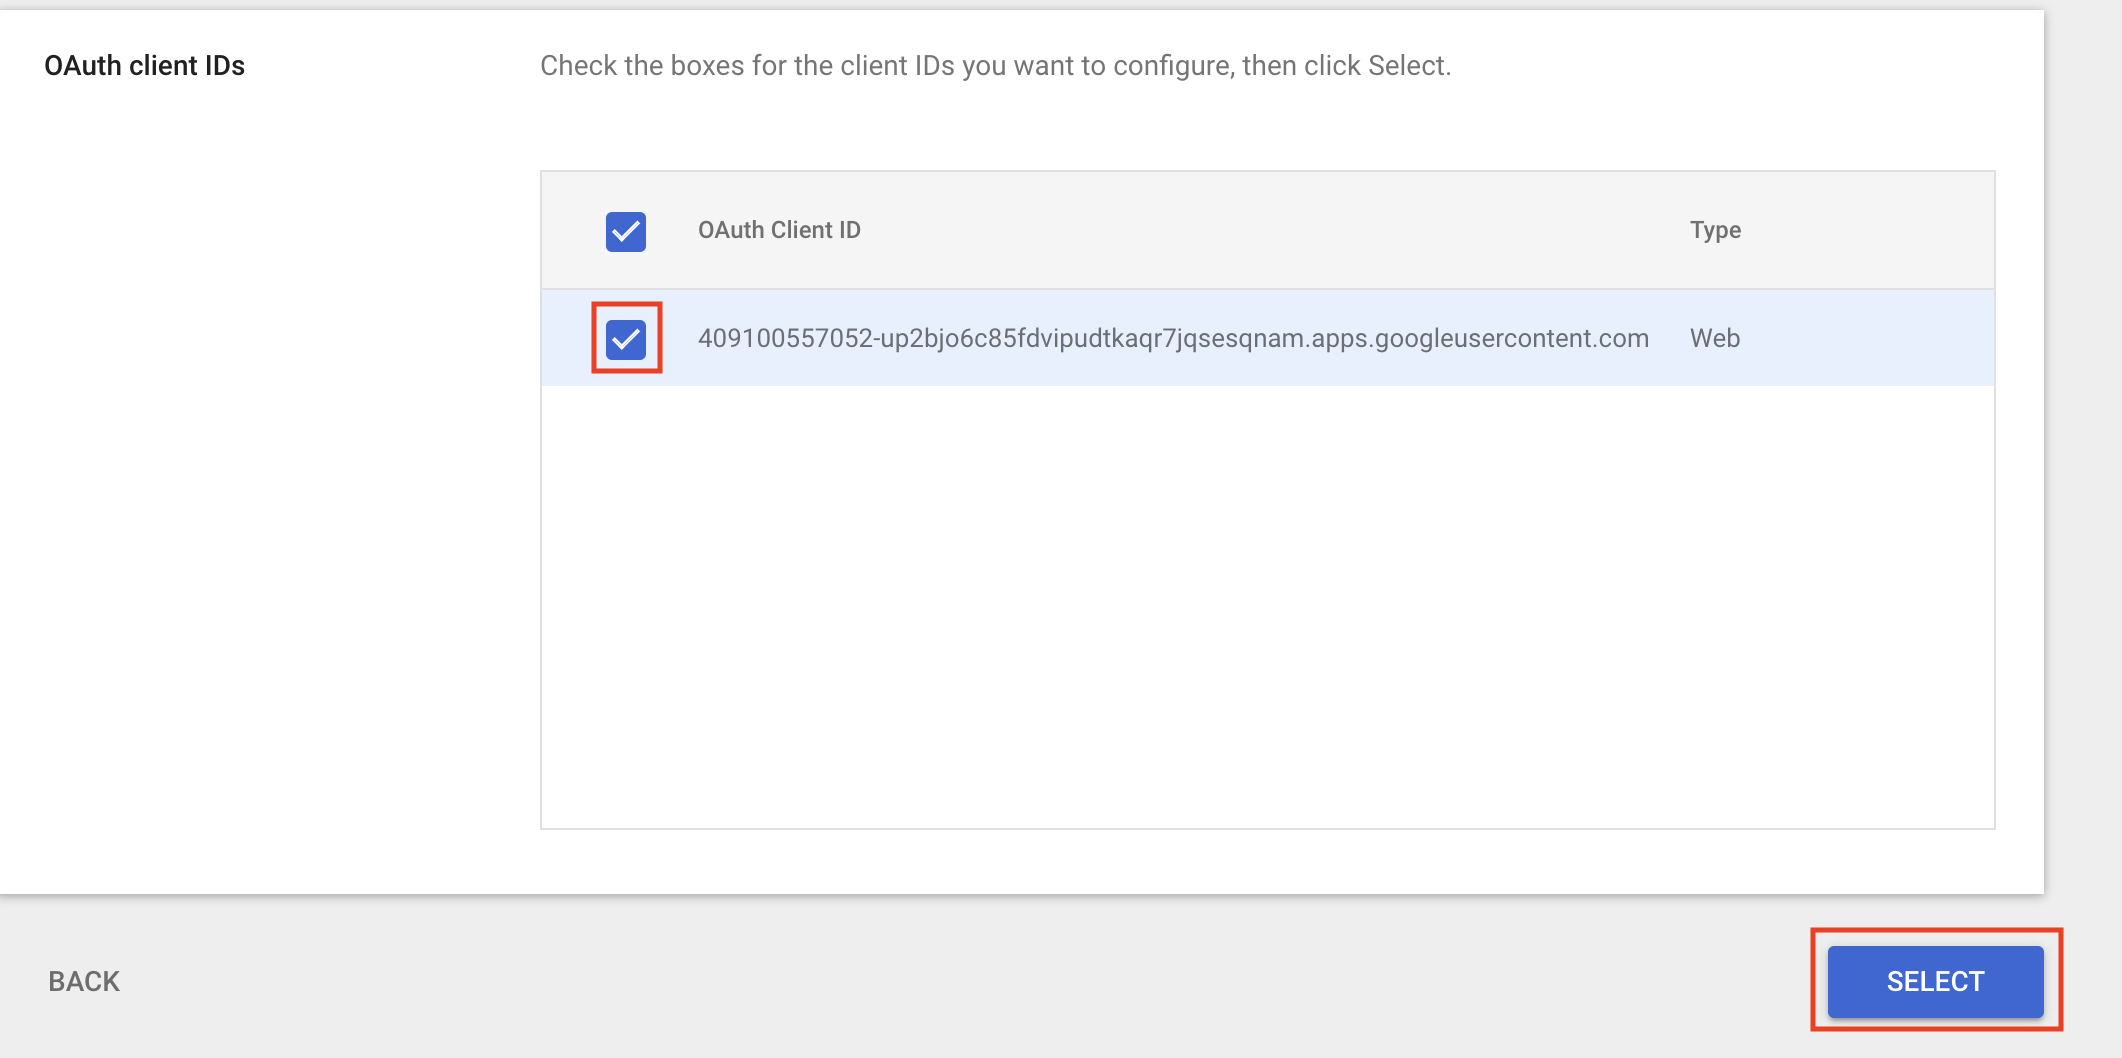 OAuth client IDs
Check the boxes for the client IDs you want to configure, then click Select.
OAuth Client ID Type
409100557052-up2bjo6c85fdvipudtkaqr7jqsesqnam.apps.googleusercontent.com Web
BACK
SELECT